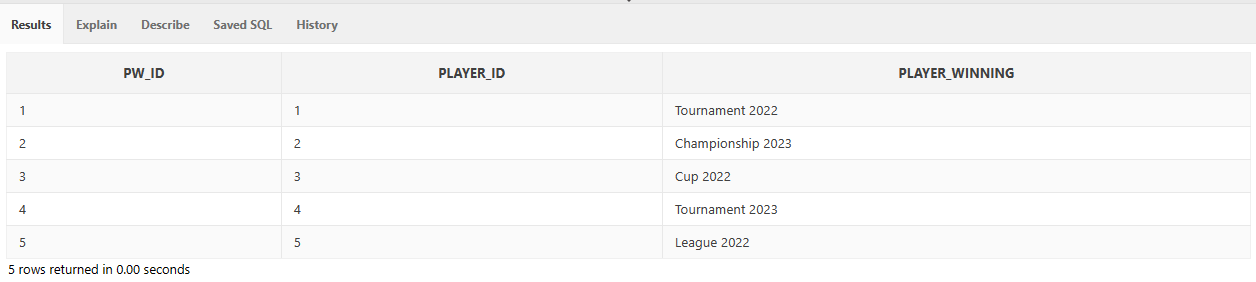 Results Explain Describe Saved SQL History
PW_ID PLAYER_ID PLAYER_WINNING
1 1 Tournament 2022
2 2 Championship 2023
3 3 Cup 2022
4 4 Tournament 2023
5 5 League 2022
5 rows returned in 0.00 seconds